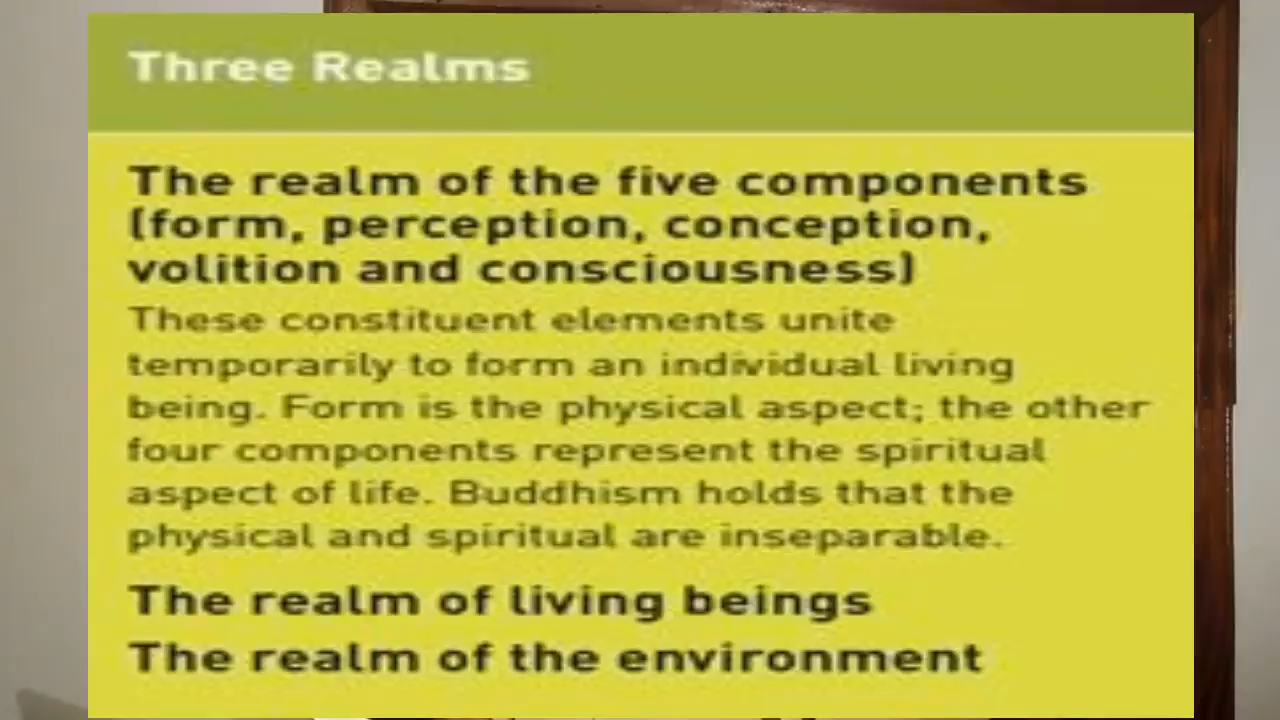 Three Realms
The realm of the five components
(form, perception, conception,
volition and consciousness)
These constituent elements unite
temporarily to form an individual living
being. Form is the physical aspect; the other
four components represent the spiritual
aspect of life. Buddhism holds that the
physical and spiritual are inseparable.
The realm of living beings
The realm of the environment